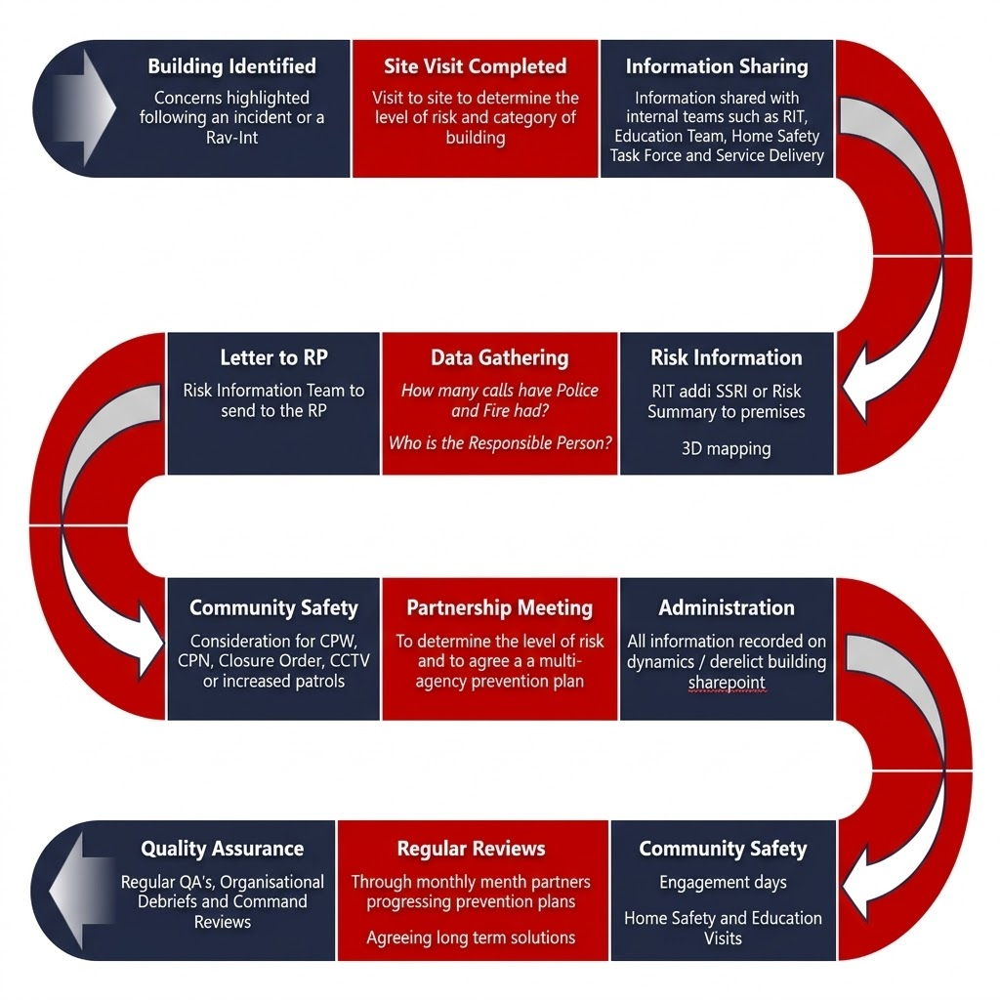 Building Identified
Concerns highlighted
following an incident or a
Rav-Int
Site Visit Completed
Visit to site to determine the
level of risk and category of
building
Information Sharing
Information shared with
internal teams such as RIT,
Education Team, Home Safety
Task Force and Service Delivery
Risk Information
RIT addi SSRI or Risk
Summary to premises
3D mapping
Data Gathering
How many calls have Police
and Fire had?
Who is the Responsible Person?
Letter to RP
Risk Information Team to
send to the RP
Community Safety
Consideration for CPW,
CPN, Closure Order, CCTV
or increased patrols
Partnership Meeting
To determine the level of risk
and to agree a a multi-
agency prevention plan
Administration
All information recorded on
dynamics / derelict building
sharepoint
Community Safety
Engagement days
Home Safety and Education
Visits
Regular Reviews
Through monthly menth partners
progressing prevention plans
Agreeing long term solutions
Quality Assurance
Regular QA's, Organisational
Debriefs and Command
Reviews